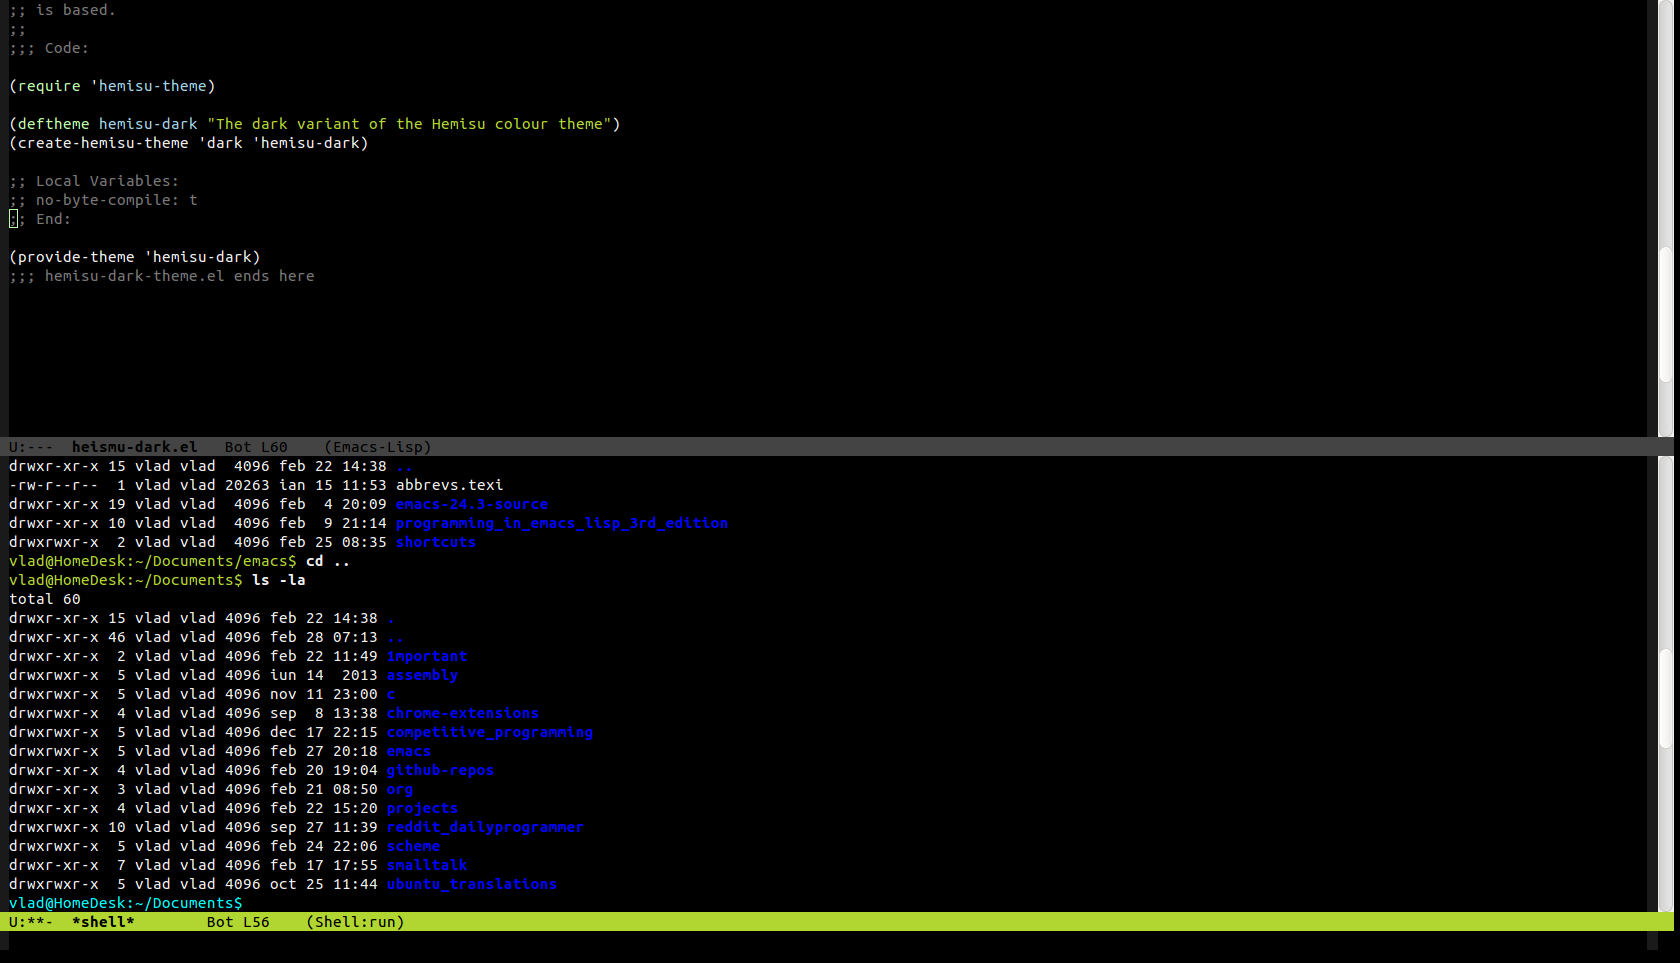 ;; is based.
;;
;;; Code:
(require 'hemisu-theme)
(deftheme hemisu-dark "The dark variant of the Hemisu colour theme")
(create-hemisu-theme 'dark 'hemisu-dark)
;; Local Variables:
;; no-byte-compile: t
;; End:
(provide-theme 'hemisu-dark)
;;; hemisu-dark-theme.el ends here
U:---  heismu-dark.el   Bot L60    (Emacs-Lisp)
drwxr-xr-x 15 vlad vlad  4096 feb 22 14:38 ..
-rw-r--r--  1 vlad vlad 20263 ian 15 11:53 abbrevs.texi
drwxr-xr-x 19 vlad vlad  4096 feb  4 20:09 emacs-24.3-source
drwxr-xr-x 10 vlad vlad  4096 feb  9 21:14 programming_in_emacs_lisp_3rd_edition
drwxrwxr-x  2 vlad vlad  4096 feb 25 08:35 shortcuts
vlad@HomeDesk:~/Documents/emacs$ cd ..
vlad@HomeDesk:~/Documents$ ls -la
total 60
drwxr-xr-x 15 vlad vlad 4096 feb 22 14:38 .
drwxr-xr-x 46 vlad vlad 4096 feb 28 07:13 ..
drwxr-xr-x  2 vlad vlad 4096 feb 22 11:49 1mportant
drwxrwxr-x  5 vlad vlad 4096 iun 14  2013 assembly
drwxrwxr-x  5 vlad vlad 4096 nov 11 23:00 c
drwxrwxr-x  4 vlad vlad 4096 sep  8 13:38 chrome-extensions
drwxrwxr-x  5 vlad vlad 4096 dec 17 22:15 competitive_programming
drwxrwxr-x  5 vlad vlad 4096 feb 27 20:18 emacs
drwxr-xr-x  4 vlad vlad 4096 feb 20 19:04 github-repos
drwxr-xr-x  3 vlad vlad 4096 feb 21 08:50 org
drwxr-xr-x  4 vlad vlad 4096 feb 22 15:20 projects
drwxrwxr-x 10 vlad vlad 4096 sep 27 11:39 reddit_dailyprogrammer
drwxrwxr-x  5 vlad vlad 4096 feb 24 22:06 scheme
drwxr-xr-x  7 vlad vlad 4096 feb 17 17:55 smalltalk
drwxrwxr-x  5 vlad vlad 4096 oct 25 11:44 ubuntu_translations
vlad@HomeDesk:~/Documents$
U:**-  *shell*        Bot L56    (Shell:run)